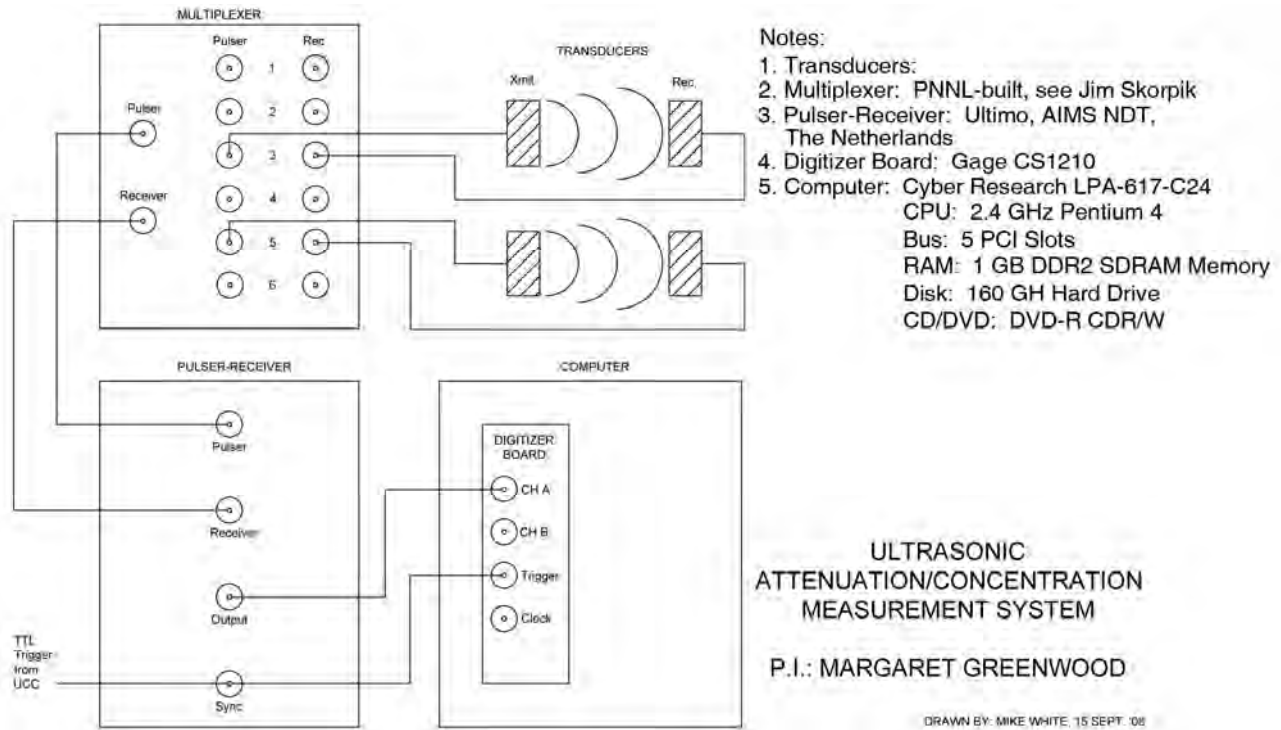 MULTIPLEXER
Pulser Rec
1
2
3
4
5
6
Pulser
Receiver
TRANSDUCERS
Xmit. Rec.
Notes:
1. Transducers:
2. Multiplexer: PNNL-built, see Jim Skorpik
3. Pulser-Receiver: Ultimo, AIMS NDT,
The Netherlands
4. Digitizer Board: Gage CS1210
5. Computer: Cyber Research LPA-617-C24
CPU: 2.4 GHz Pentium 4
Bus: 5 PCI Slots
RAM: 1 GB DDR2 SDRAM Memory
Disk: 160 GH Hard Drive
CD/DVD: DVD-R CDR/W
PULSER-RECEIVER
Pulser
Receiver
Output
Sync
TTL
Trigger
from
UCC
COMPUTER
DIGITIZER
BOARD
CH A
CH B
Trigger
Clock
ULTRASONIC
ATTENUATION/CONCENTRATION
MEASUREMENT SYSTEM
P.I.: MARGARET GREENWOOD
DRAWN BY: MIKE WHITE, 15 SEPT.